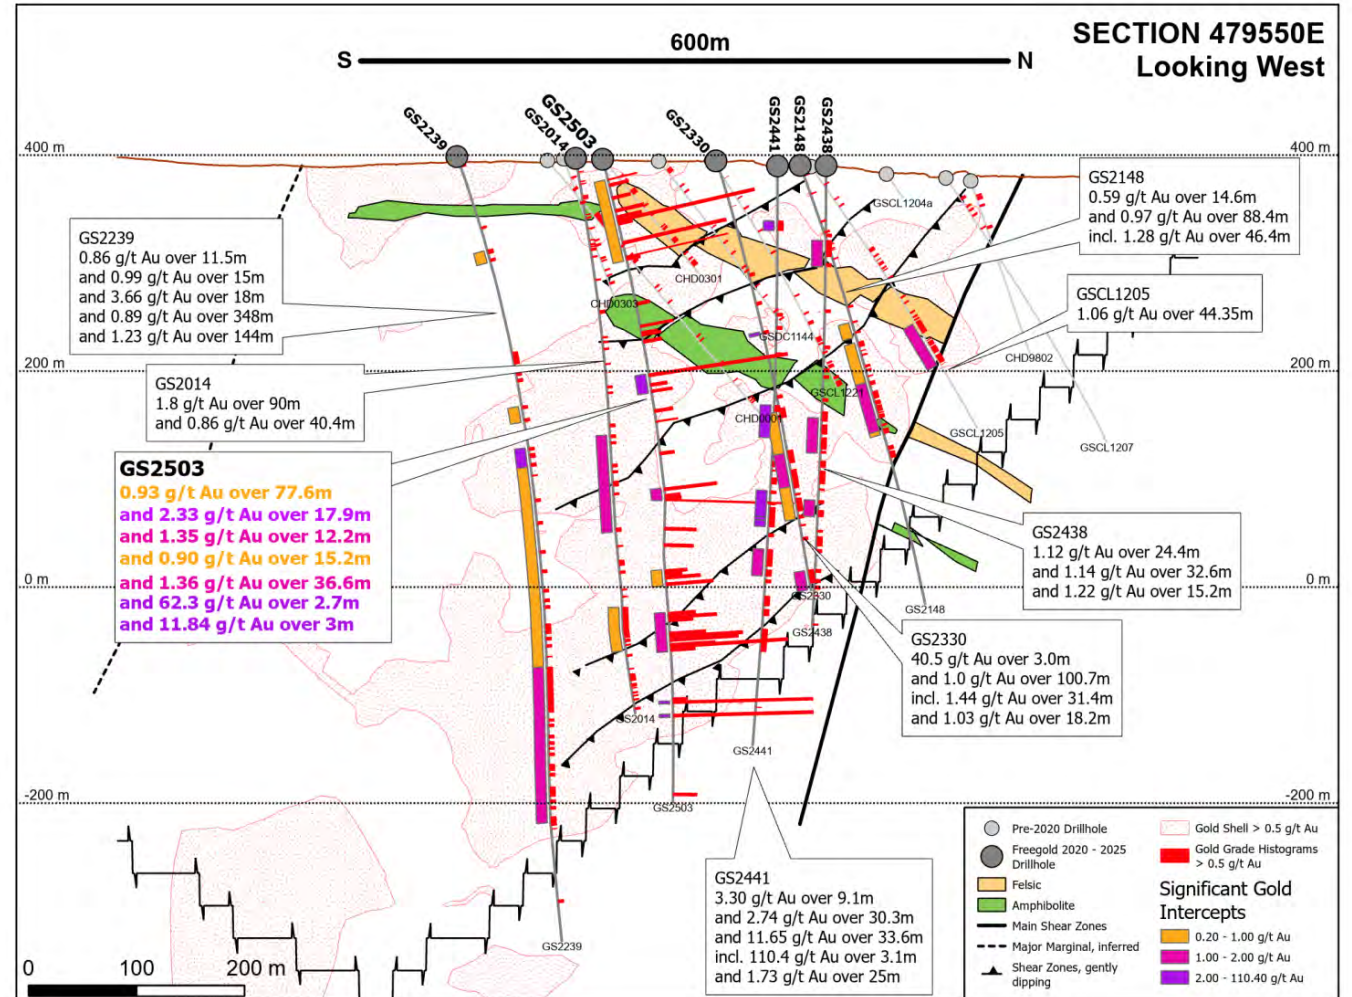 SECTION 479550E
Looking West
600m
S
N
GS2239
GS2014
GS2503
GS2330
GS2441
GS2148
GS2438
400 m
400 m
GS2148
0.59 g/t Au over 14.6m
and 0.97 g/t Au over 88.4m
incl. 1.28 g/t Au over 46.4m
GSCL1204a
GS2239
0.86 g/t Au over 11.5m
and 0.99 g/t Au over 15m
and 3.66 g/t Au over 18m
and 0.89 g/t Au over 348m
and 1.23 g/t Au over 144m
CHD0301
CHD0303
GSCL1205
1.06 g/t Au over 44.35m
GSDC1144
CHD9802
200 m
200 m
GS2014
1.8 g/t Au over 90m
and 0.86 g/t Au over 40.4m
GSCL1221
CHD0001
GSCL1205
GSCL1207
GS2503
0.93 g/t Au over 77.6m
and 2.33 g/t Au over 17.9m
and 1.35 g/t Au over 12.2m
and 0.90 g/t Au over 15.2m
and 1.36 g/t Au over 36.6m
and 62.3 g/t Au over 2.7m
and 11.84 g/t Au over 3m
GS2438
1.12 g/t Au over 24.4m
and 1.14 g/t Au over 32.6m
and 1.22 g/t Au over 15.2m
0 m
0 m
GS2330
GS2148
GS2438
GS2330
40.5 g/t Au over 3.0m
and 1.0 g/t Au over 100.7m
incl. 1.44 g/t Au over 31.4m
and 1.03 g/t Au over 18.2m
GS2014
GS2441
-200 m
-200 m
GS2503
GS2441
3.30 g/t Au over 9.1m
and 2.74 g/t Au over 30.3m
and 11.65 g/t Au over 33.6m
incl. 110.4 g/t Au over 3.1m
and 1.73 g/t Au over 25m
GS2239
0 100 200 m
Pre-2020 Drillhole
Freegold 2020 - 2025
Drillhole
Felsic
Amphibolite
Main Shear Zones
Major Marginal, inferred
Shear Zones, gently
dipping
Gold Shell > 0.5 g/t Au
Gold Grade Histograms
> 0.5 g/t Au
Significant Gold
Intercepts
0.20 - 1.00 g/t Au
1.00 - 2.00 g/t Au
2.00 - 110.40 g/t Au